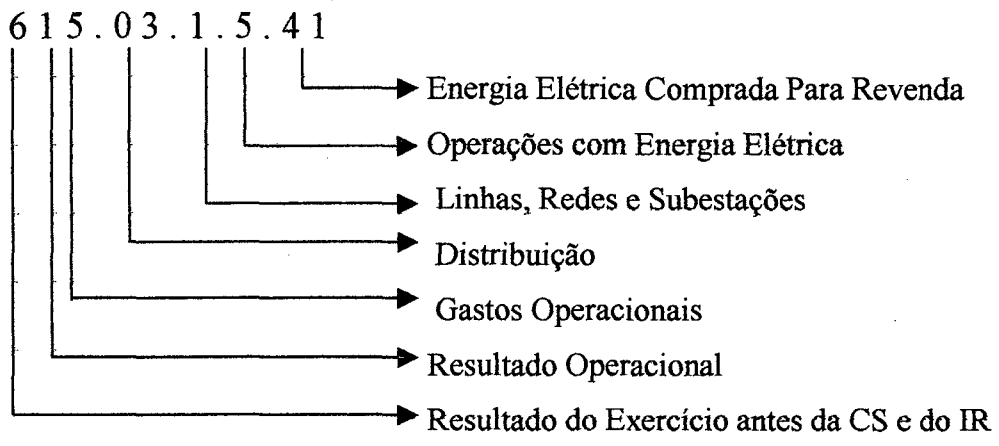 615.03.1.5.41
Energia Elétrica Comprada Para Revenda
Operações com Energia Elétrica
Linhas, Redes e Subestações
Distribuição
Gastos Operacionais
Resultado Operacional
Resultado do Exercício antes da CS e do IR